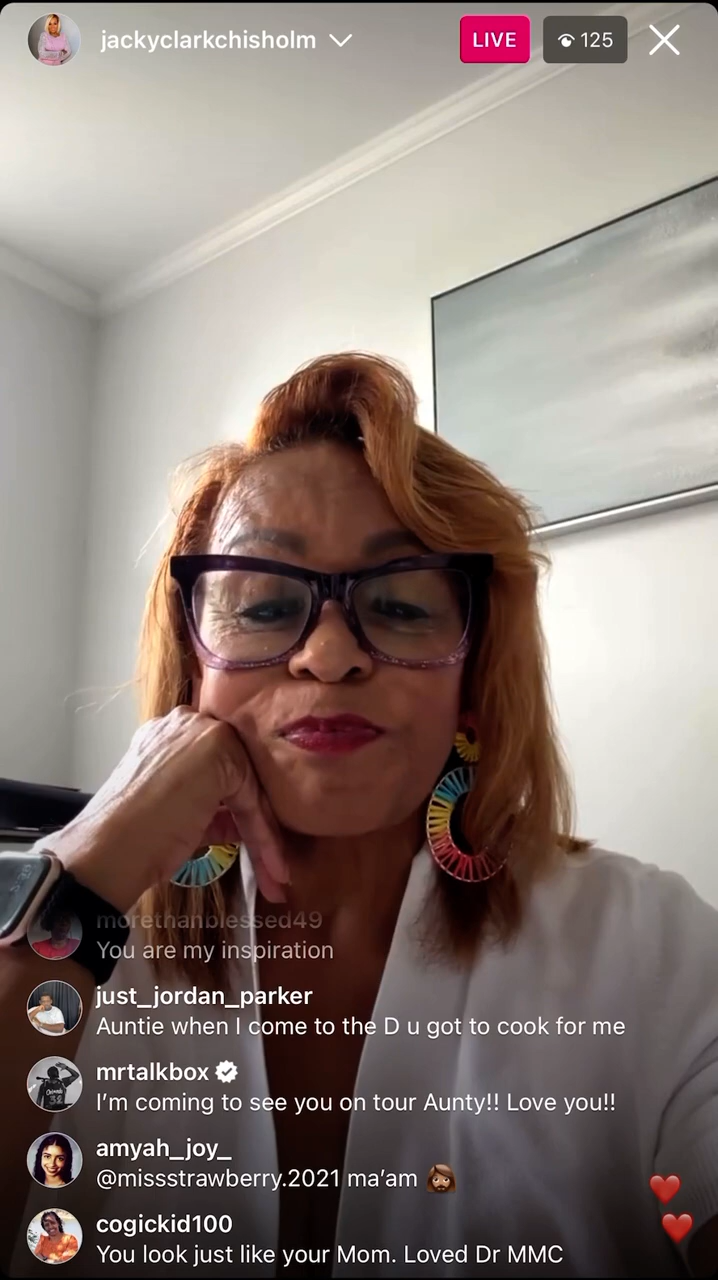 jackyclarkchisholm
LIVE
125
morethanblessed49
You are my inspiration
just_jordan_parker
Auntie when I come to the D u got to cook for me
mrtalkbox
I’m coming to see you on tour Aunty!! Love you!!
amyah_joy_
@missstrawberry.2021 ma’am
cogickid100
You look just like your Mom. Loved Dr MMC